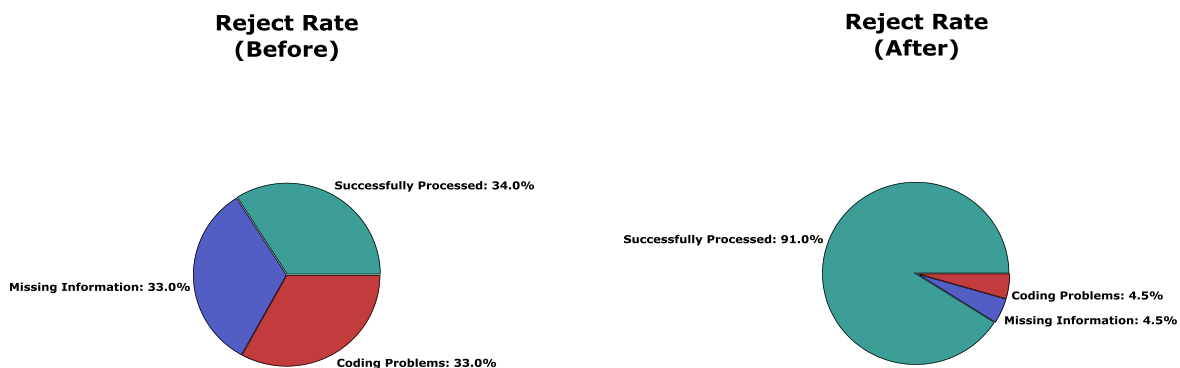 Reject Rate
(Before)
Successfully Processed: 34.0%
Missing Information: 33.0%
Coding Problems: 33.0%
Reject Rate
(After)
Successfully Processed: 91.0%
Coding Problems: 4.5%
Missing Information: 4.5%